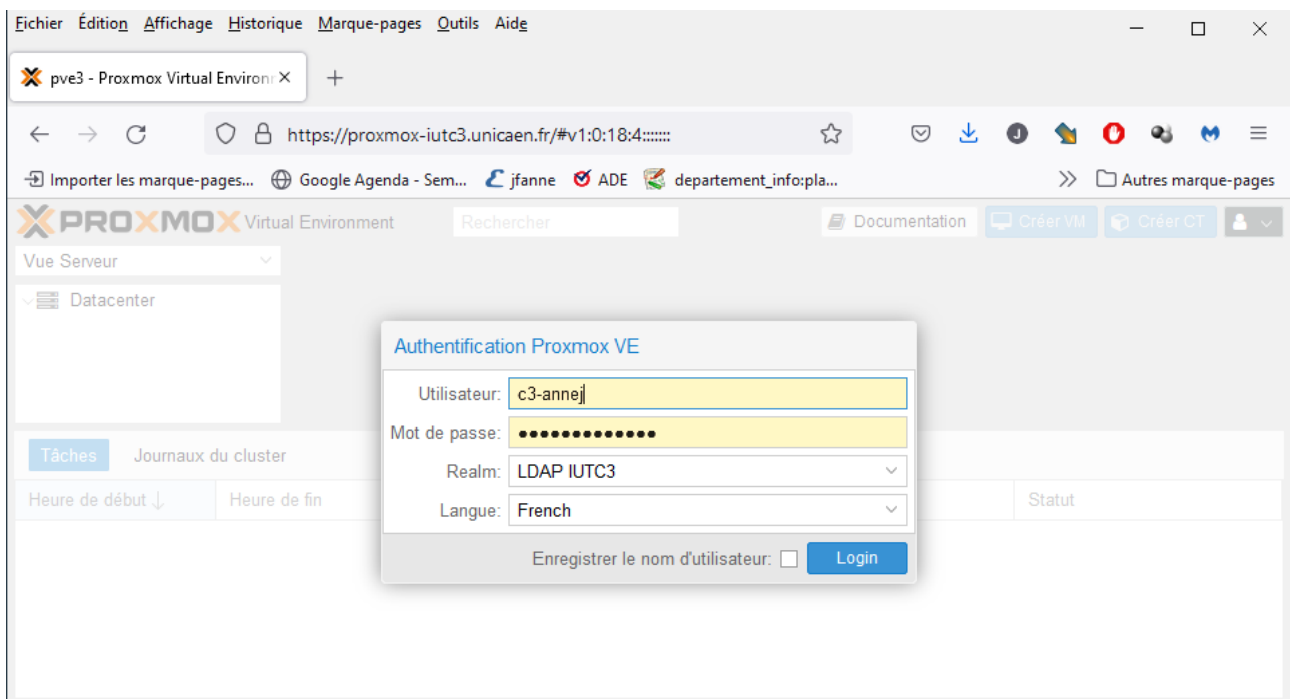 Fichier Édition Affichage Historique Marque-pages Outils Aide
pve3 - Proxmox Virtual Environr
https://proxmox-iutc3.unicaen.fr/#v1:0:18:4:::::::
J
Importer les marque-pages... Google Agenda - Sem... jfanne ADE departement_info:pla... Autres marque-pages
PROXMOX Virtual Environment Rechercher Documentation Créer VM Créer CT
Vue Serveur
Datacenter
Authentification Proxmox VE
Utilisateur: c3-annej
Mot de passe: ●●●●●●●●●●●●●
Realm: LDAP IUTC3
Langue: French
Enregistrer le nom d'utilisateur: Login
Tâches Journaux du cluster
Heure de début Heure de fin Statut